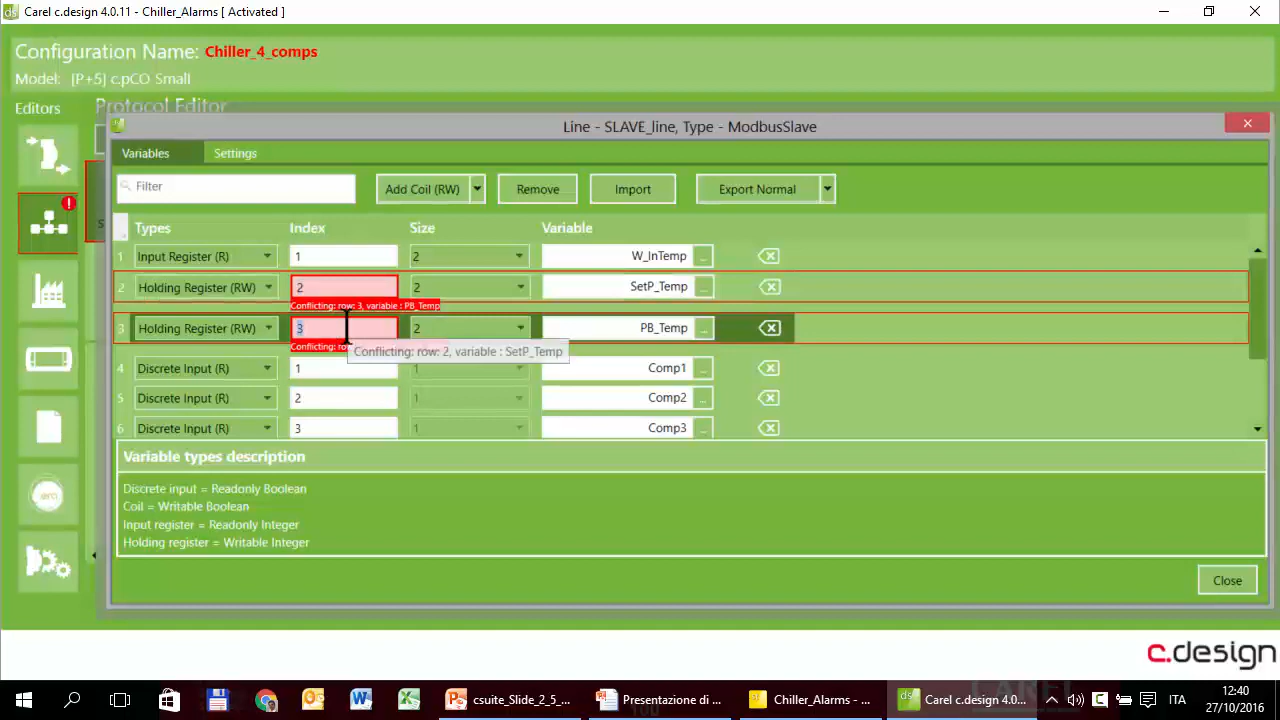 Carel c.design 4.0.11 - Chiller_Alarms [ Activated ]
Configuration Name: Chiller_4_comps
Model: [P+5] c.pCO Small
Editors
Protocol Editor
Line - SLAVE_line, Type - ModbusSlave
Variables Settings
Filter Add Coil (RW) Remove Import Export Normal
Types Index Size Variable
1 Input Register (R) 1 2 W_InTemp ...
2 Holding Register (RW) 2 2 SetP_Temp ...
Conflicting: row: 3, variable : PB_Temp
3 Holding Register (RW) 3 2 PB_Temp ...
Conflicting: row: 2, variable : SetP_Temp
4 Discrete Input (R) 1 1 Comp1 ...
5 Discrete Input (R) 2 1 Comp2 ...
6 Discrete Input (R) 3 1 Comp3 ...
Variable types description
Discrete input = Readonly Boolean
Coil = Writable Boolean
Input register = Readonly Integer
Holding register = Writable Integer
Close
c.design
csuite_Slide_2_5_... Presentazione di ... Chiller_Alarms - ... Carel c.design 4.0... ITA 12:40
27/10/2016